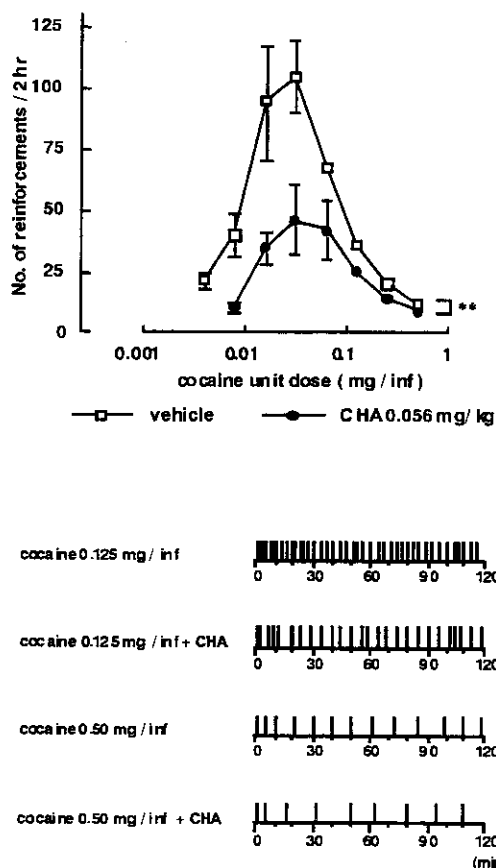 No. of reinforcements / 2 hr
125
100
75
50
25
0
**
0.001
0.01
0.1
1
cocaine unit dose ( mg / inf)
vehicle
CHA 0.056 mg/ kg
cocaine 0.125 mg / inf
0 30 60 90 120
cocaine 0.125 mg / inf + CHA
0 30 60 90 120
cocaine 0.50 mg / inf
0 30 60 90 120
cocaine 0.50 mg / inf + CHA
0 30 60 90 120